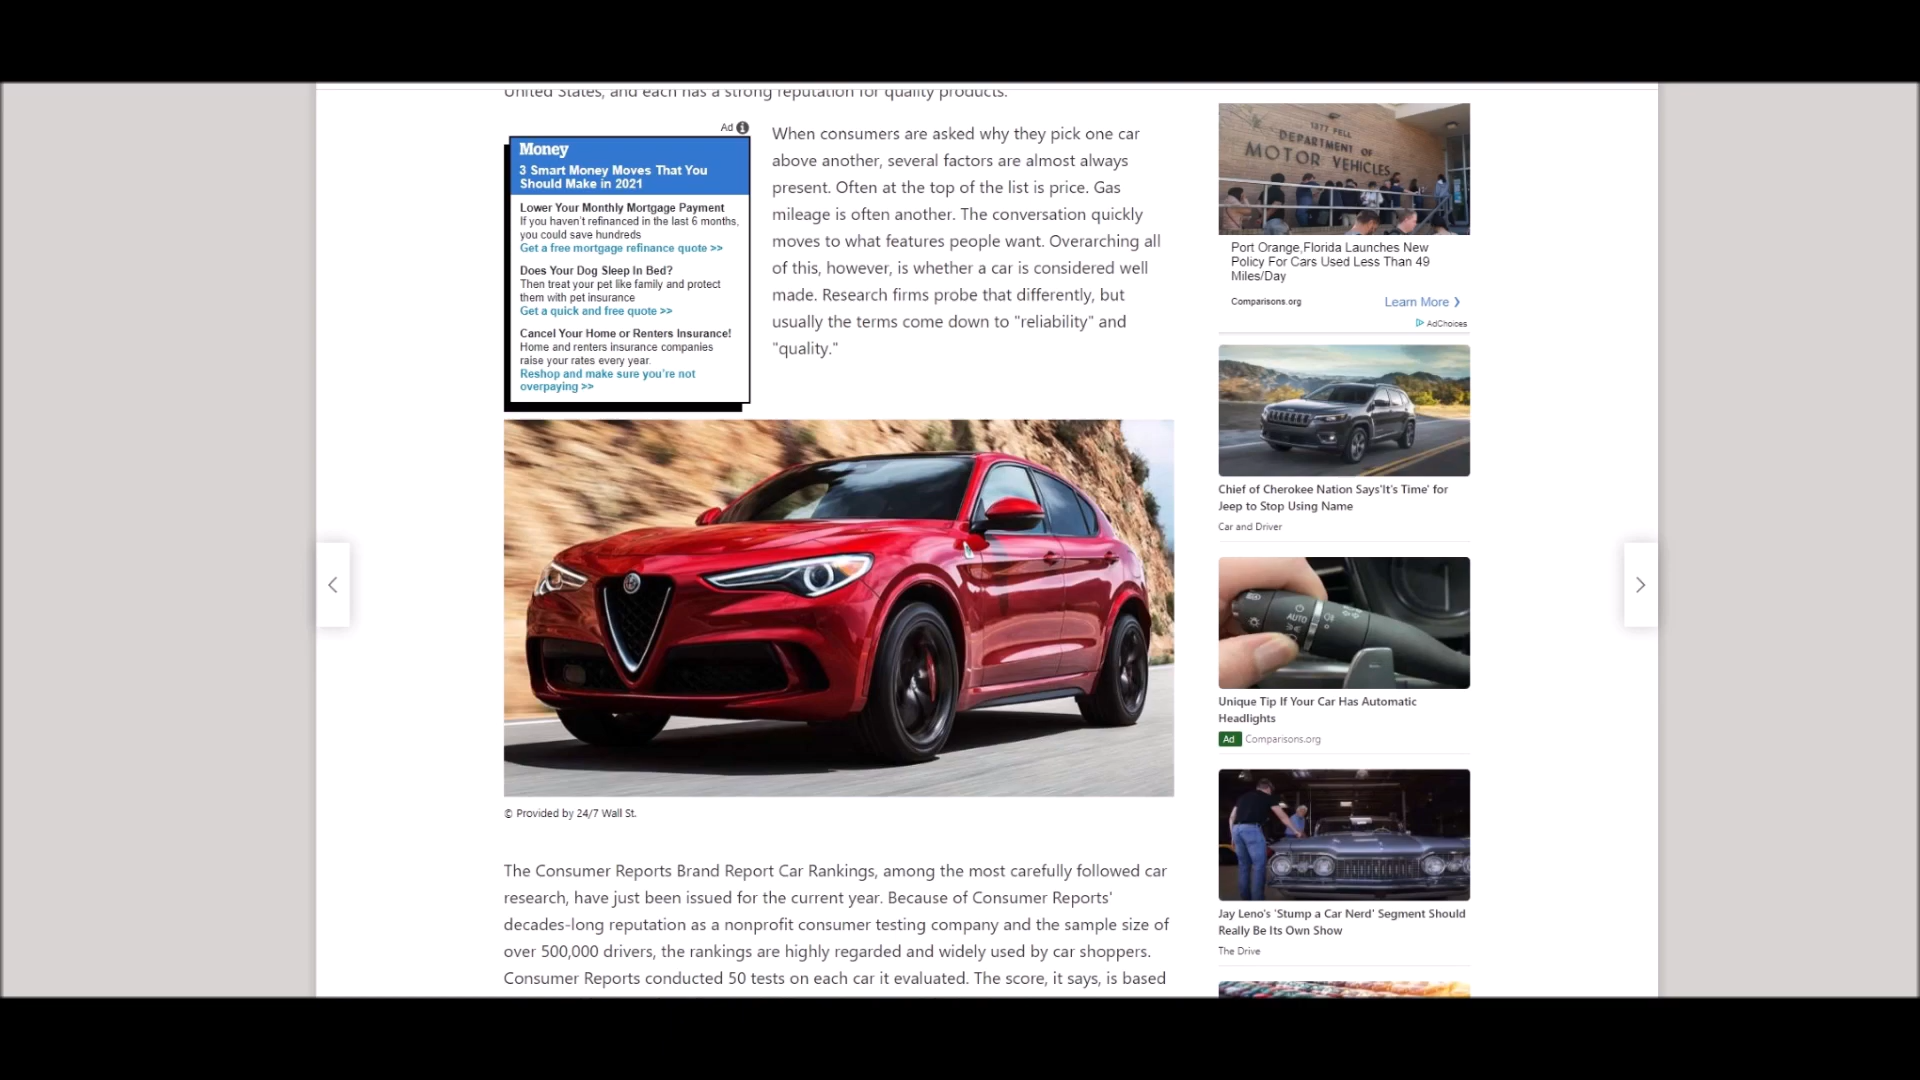 United States, and each has a strong reputation for quality products.
Ad
Money
3 Smart Money Moves That You
Should Make in 2021
Lower Your Monthly Mortgage Payment
If you haven't refinanced in the last 6 months,
you could save hundreds
Get a free mortgage refinance quote >>
Does Your Dog Sleep In Bed?
Then treat your pet like family and protect
them with pet insurance
Get a quick and free quote >>
Cancel Your Home or Renters Insurance!
Home and renters insurance companies
raise your rates every year.
Reshop and make sure you're not
overpaying >>
When consumers are asked why they pick one car
above another, several factors are almost always
present. Often at the top of the list is price. Gas
mileage is often another. The conversation quickly
moves to what features people want. Overarching all
of this, however, is whether a car is considered well
made. Research firms probe that differently, but
usually the terms come down to "reliability" and
"quality."
© Provided by 24/7 Wall St.
The Consumer Reports Brand Report Car Rankings, among the most carefully followed car
research, have just been issued for the current year. Because of Consumer Reports'
decades-long reputation as a nonprofit consumer testing company and the sample size of
over 500,000 drivers, the rankings are highly regarded and widely used by car shoppers.
Consumer Reports conducted 50 tests on each car it evaluated. The score, it says, is based
1377 FELL
DEPARTMENT OF
MOTOR VEHICLES
Port Orange,Florida Launches New
Policy For Cars Used Less Than 49
Miles/Day
Comparisons.org
Learn More ❯
AdChoices
Chief of Cherokee Nation Says'It's Time' for
Jeep to Stop Using Name
Car and Driver
AUTO
Unique Tip If Your Car Has Automatic
Headlights
Ad Comparisons.org
Jay Leno's 'Stump a Car Nerd' Segment Should
Really Be Its Own Show
The Drive